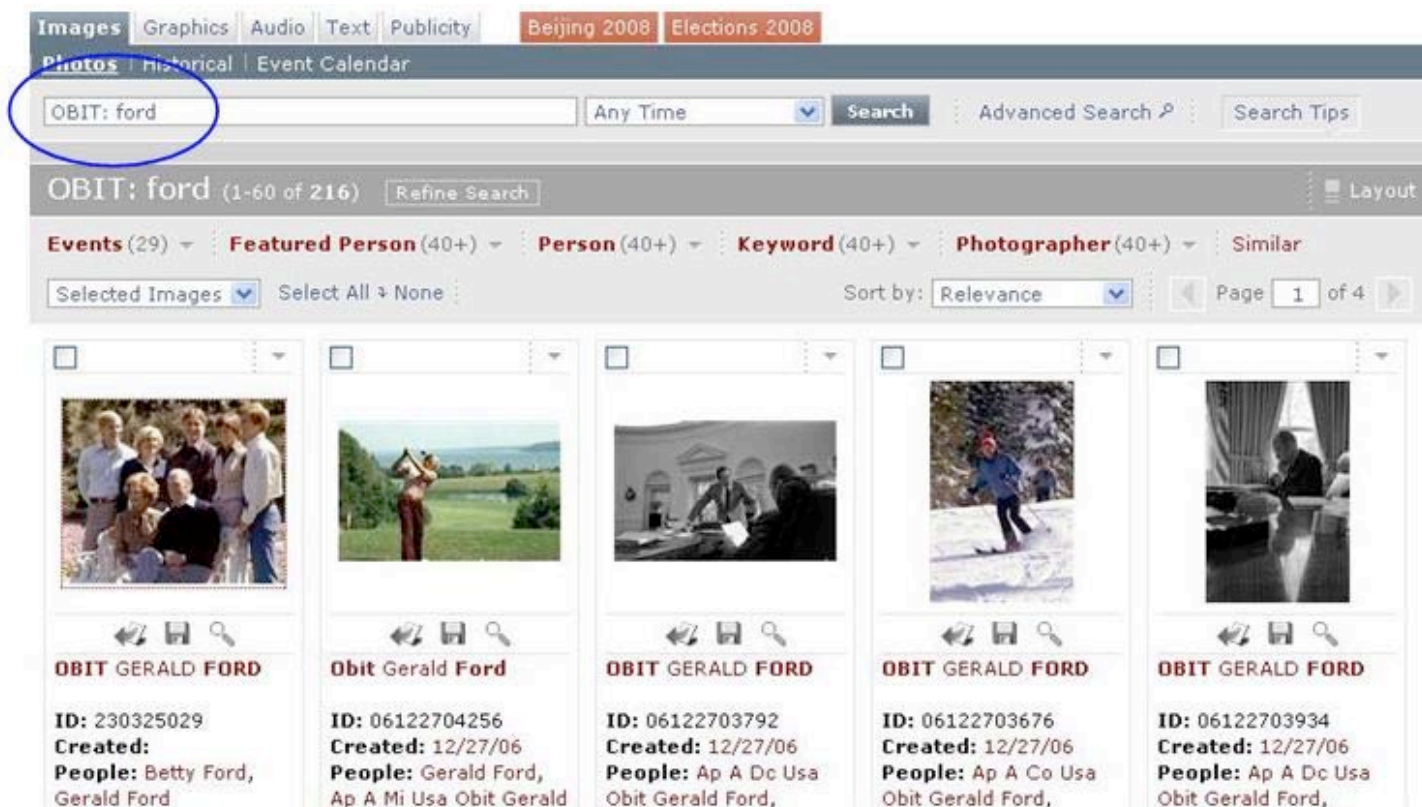 Images Graphics Audio Text Publicity Beijing 2008 Elections 2008
Photos | Historical | Event Calendar
OBIT: ford Any Time Search Advanced Search Search Tips
OBIT: ford (1-60 of 216) Refine Search Layout
Events (29) Featured Person (40+) Person (40+) Keyword (40+) Photographer (40+) Similar
Selected Images Select All None Sort by: Relevance Page 1 of 4
OBIT GERALD FORD Obit Gerald Ford OBIT GERALD FORD OBIT GERALD FORD OBIT GERALD FORD
ID: 230325029 ID: 06122704256 ID: 06122703792 ID: 06122703676 ID: 06122703934
Created: Created: 12/27/06 Created: 12/27/06 Created: 12/27/06 Created: 12/27/06
People: Betty Ford, People: Gerald Ford, People: Ap A Dc Usa People: Ap A Co Usa People: Ap A Dc Usa
Gerald Ford Ap A Mi Usa Obit Gerald Obit Gerald Ford, Obit Gerald Ford, Obit Gerald Ford,